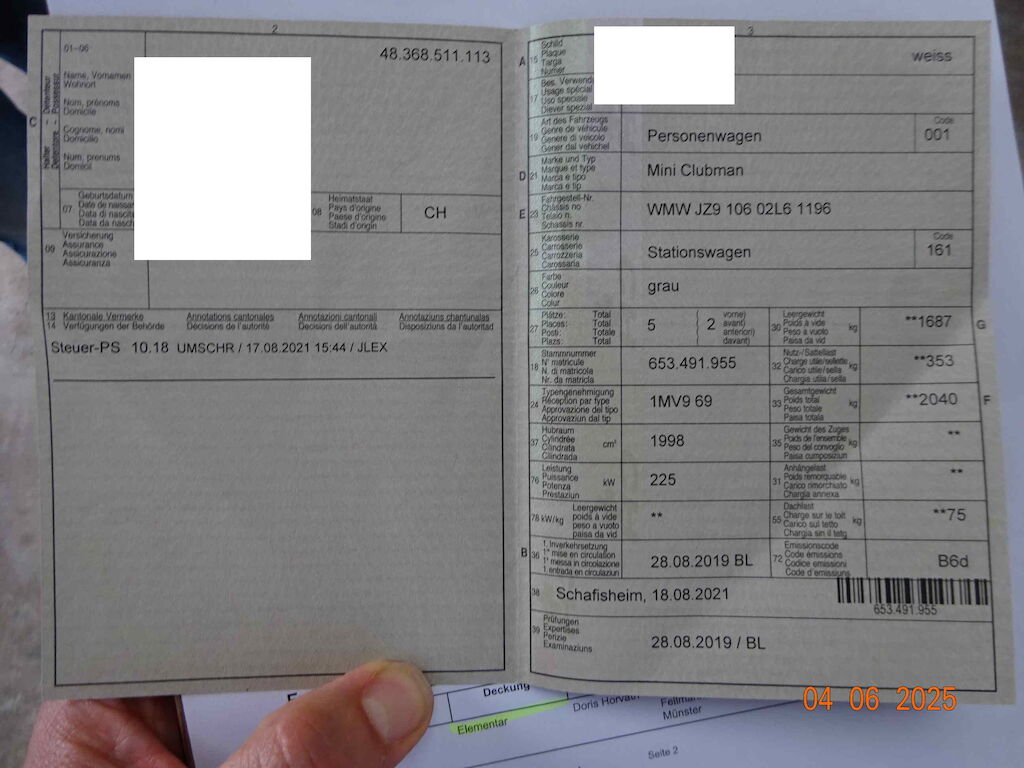 2
01-06
48.368.511.113
C
Halter - Détenteur
Detentore - Possessur
Name, Vornamen
Wohnort
Nom, prénoms
Domicile
Cognome, nomi
Domicilio
Num, prenums
Domicil
07
Geburtsdatum
Date de naissan
Data di nascita
Data da nasch
08
Heimatstaat
Pays d'origine
Paese d'origine
Stadi d'origin
CH
09
Versicherung
Assurance
Assicurazione
Assicuranza
13 Kantonale Vermerke Annotations cantonales Annotazioni cantonali Annotaziuns chantunalas
14 Verfügungen der Behörde Décisions de l'autorité Decisioni dell'autorità Disposiziuns da l'autoritad
Steuer-PS 10.18 UMSCHR / 17.08.2021 15:44 / JLEX
3
A 15
Schild
Plaque
Targa
Numer
weiss
17
Bes. Verwend
Usage spécial
Uso speciale
Diever spezial
19
Art des Fahrzeugs
Genre de véhicule
Genere di veicolo
Gener dal vehichel
Personenwagen
Code
001
D 21
Marke und Typ
Marque et type
Marca e tipo
Marca e tip
Mini Clubman
E 23
Fahrgestell-Nr.
Châssis no
Telaio n.
Schassis nr.
WMW JZ9 106 02L6 1196
25
Karosserie
Carrosserie
Carrozzeria
Carossaria
Stationswagen
Code
161
26
Farbe
Couleur
Colore
Colur
grau
27
Plätze: Total
Places: Total
Posti: Totale
Plazs: Total
5
( 2
vorne)
avant)
anteriori)
davant)
30
Leergewicht
Poids à vide
Peso a vuoto
Paisa da vid
kg
**1687
G
18
Stammnummer
N° matricule
N. di matricola
Nr. da matricla
653.491.955
32
Nutz-/Sattellast
Charge utile/sellette
Carico utile/sella
Chargia utila/sella
kg
**353
24
Typengenehmigung
Réception par type
Approvazione del tipo
Approvaziun dal tip
1MV9 69
33
Gesamtgewicht
Poids total
Peso totale
Paisa totala
kg
**2040
F
37
Hubraum
Cylindrée
Cilindrata
Cilindrada
cm³
1998
35
Gewicht des Zuges
Poids de l'ensemble
Peso del convoglio
Paisa cumposiziun
kg
**
76
Leistung
Puissance
Potenza
Prestaziun
kW
225
31
Anhängelast
Poids remorquable
Carico rimorchiato
Chargia annexa
kg
**
78 kW/kg
Leergewicht
poids à vide
peso a vuoto
paisa da vid
**
55
Dachlast
Charge sur le toit
Carico sul tetto
Chargia sin il tetg
kg
**75
B 36
1. Inverkehrsetzung
1re mise en circulation
1a messa in circolazione
1. entrada en circulaziun
28.08.2019 BL
72
Emissionscode
Code émissions
Codice emissioni
Code d'emissiuns
B6d
38
Schafisheim, 18.08.2021
653.491.955
39
Prüfungen
Expertises
Perizie
Examinaziuns
28.08.2019 / BL
04 06 2025
Deckung
Elementar
Doris Horvath
Münster
Seite 2